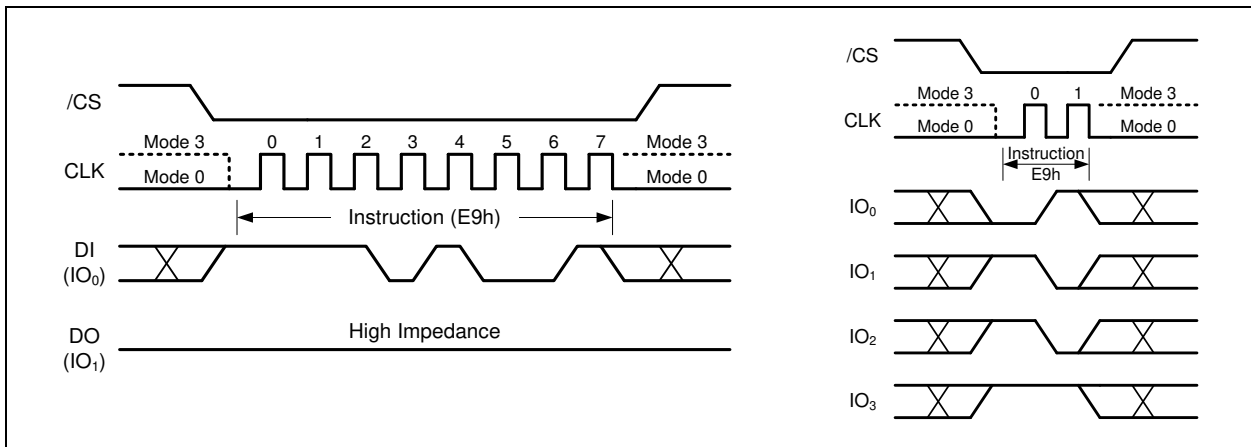 /CS
Mode 3
0 1 2 3 4 5 6 7
Mode 3
CLK
Mode 0
Mode 0
Instruction (E9h)
DI
(IO0)
High Impedance
DO
(IO1)
/CS
Mode 3
0 1
Mode 3
CLK
Mode 0
Mode 0
Instruction
E9h
IO0
IO1
IO2
IO3